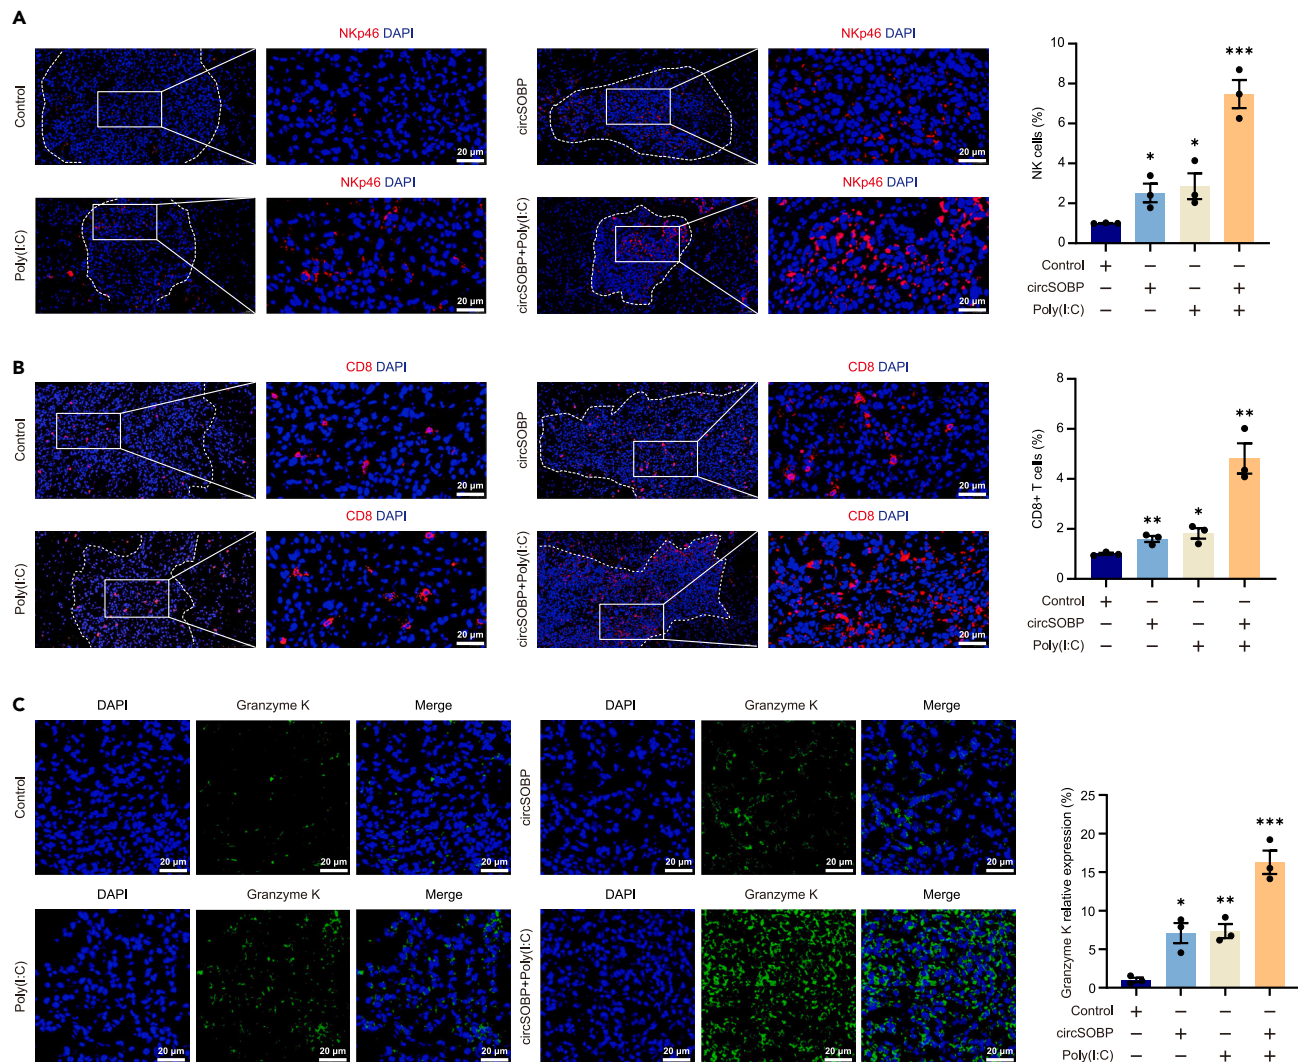 A
NKp46 DAPI
NKp46 DAPI
Control
20 µm
circSOBP
20 µm
NKp46 DAPI
NKp46 DAPI
Poly(I:C)
20 µm
circSOBP+Poly(I:C)
20 µm
NK cells (%)
10
8
6
4
2
0
*
*
***
Control + − − −
circSOBP − + − +
Poly(I:C) − − + +
B
CD8 DAPI
CD8 DAPI
Control
20 µm
circSOBP
20 µm
CD8 DAPI
CD8 DAPI
Poly(I:C)
20 µm
circSOBP+Poly(I:C)
20 µm
CD8+ T cells (%)
8
6
4
2
0
**
*
**
Control + − − −
circSOBP − + − +
Poly(I:C) − − + +
C
DAPI Granzyme K Merge
DAPI Granzyme K Merge
Control
20 µm 20 µm 20 µm
circSOBP
20 µm 20 µm 20 µm
DAPI Granzyme K Merge
DAPI Granzyme K Merge
Poly(I:C)
20 µm 20 µm 20 µm
circSOBP+Poly(I:C)
20 µm 20 µm 20 µm
Granzyme K relative expression (%)
25
20
15
10
5
0
*
**
***
Control + − − −
circSOBP − + − +
Poly(I:C) − − + +